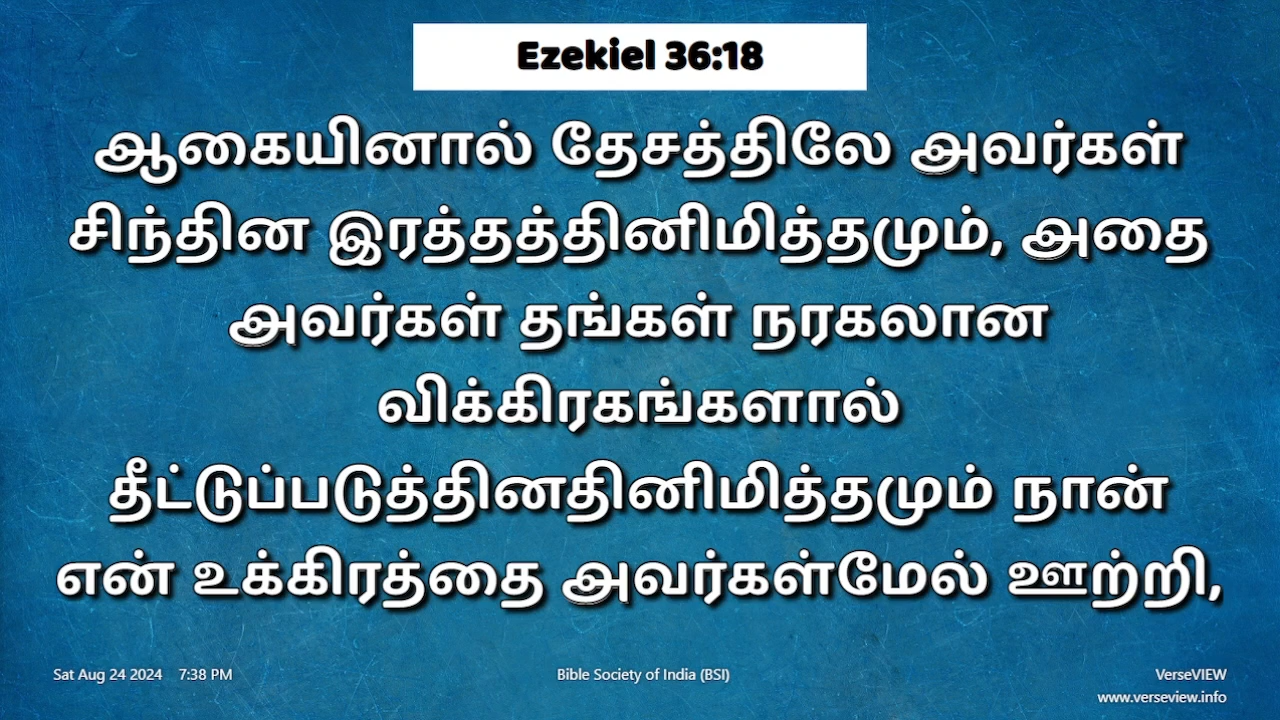 Ezekiel 36:18
ஆகையினால் தேசத்திலே அவர்கள்
சிந்தின இரத்தத்தினிமித்தமும், அதை
அவர்கள் தங்கள் நரகலான
விக்கிரகங்களால்
தீட்டுப்படுத்தினதினிமித்தமும் நான்
என் உக்கிரத்தை அவர்கள்மேல் ஊற்றி,
Sat Aug 24 2024 7:38 PM
Bible Society of India (BSI)
VerseVIEW
www.verseview.info